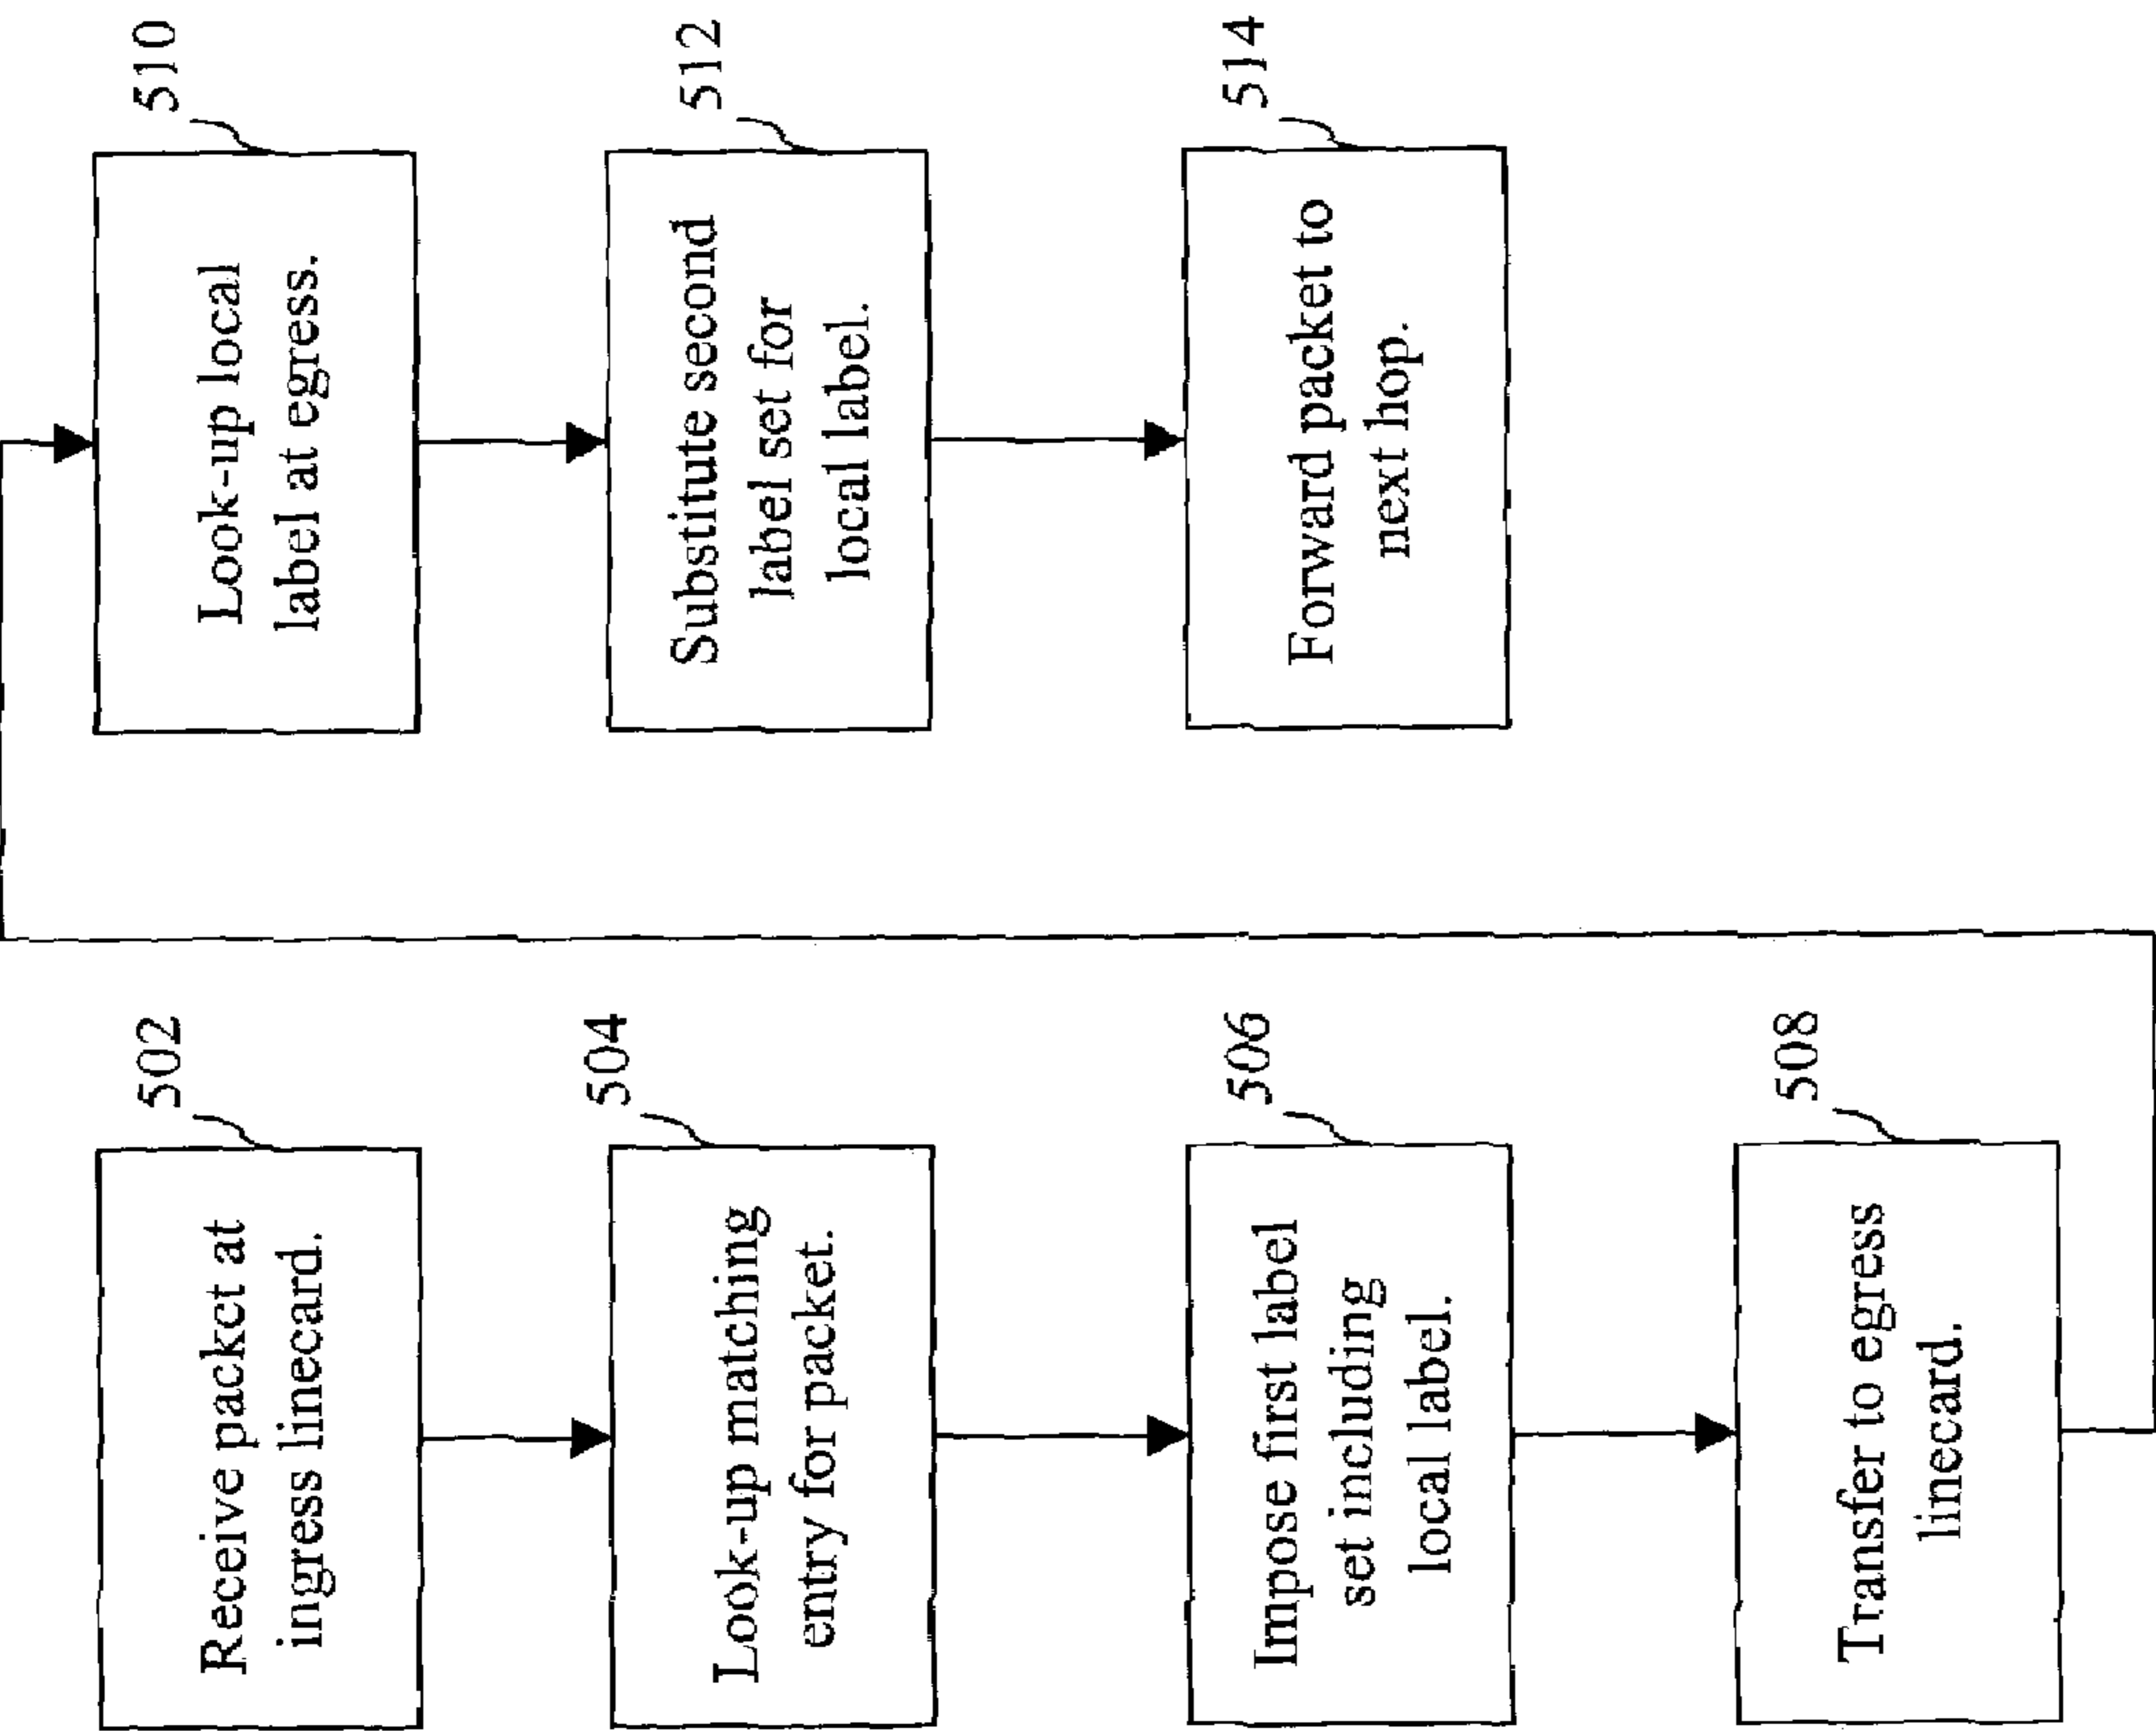 502
Receive packet at
ingress linecard.
504
Look-up matching
entry for packet.
506
Impose first label
set including
local label.
508
Transfer to egress
linecard.
510
Look-up local
label at egress.
512
Substitute second
label set for
local label.
514
Forward packet to
next hop.